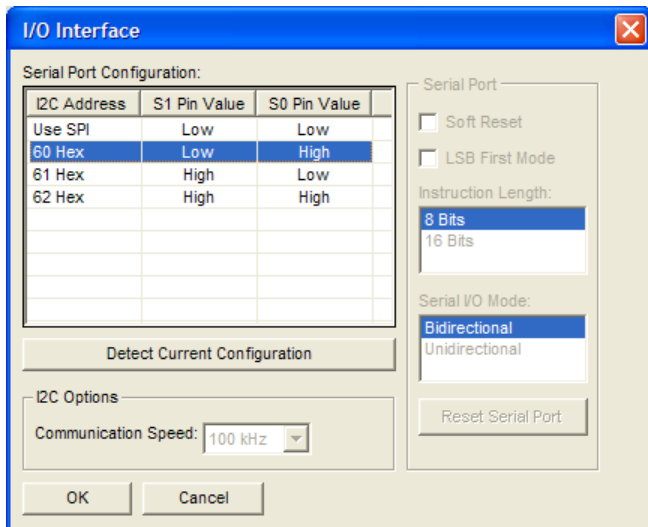 I/O Interface
Serial Port Configuration:
I2C Address S1 Pin Value S0 Pin Value
Use SPI Low Low
60 Hex Low High
61 Hex High Low
62 Hex High High
Detect Current Configuration
I2C Options
Communication Speed: 100 kHz
OK Cancel
Serial Port
Soft Reset
LSB First Mode
Instruction Length:
8 Bits
16 Bits
Serial I/O Mode:
Bidirectional
Unidirectional
Reset Serial Port